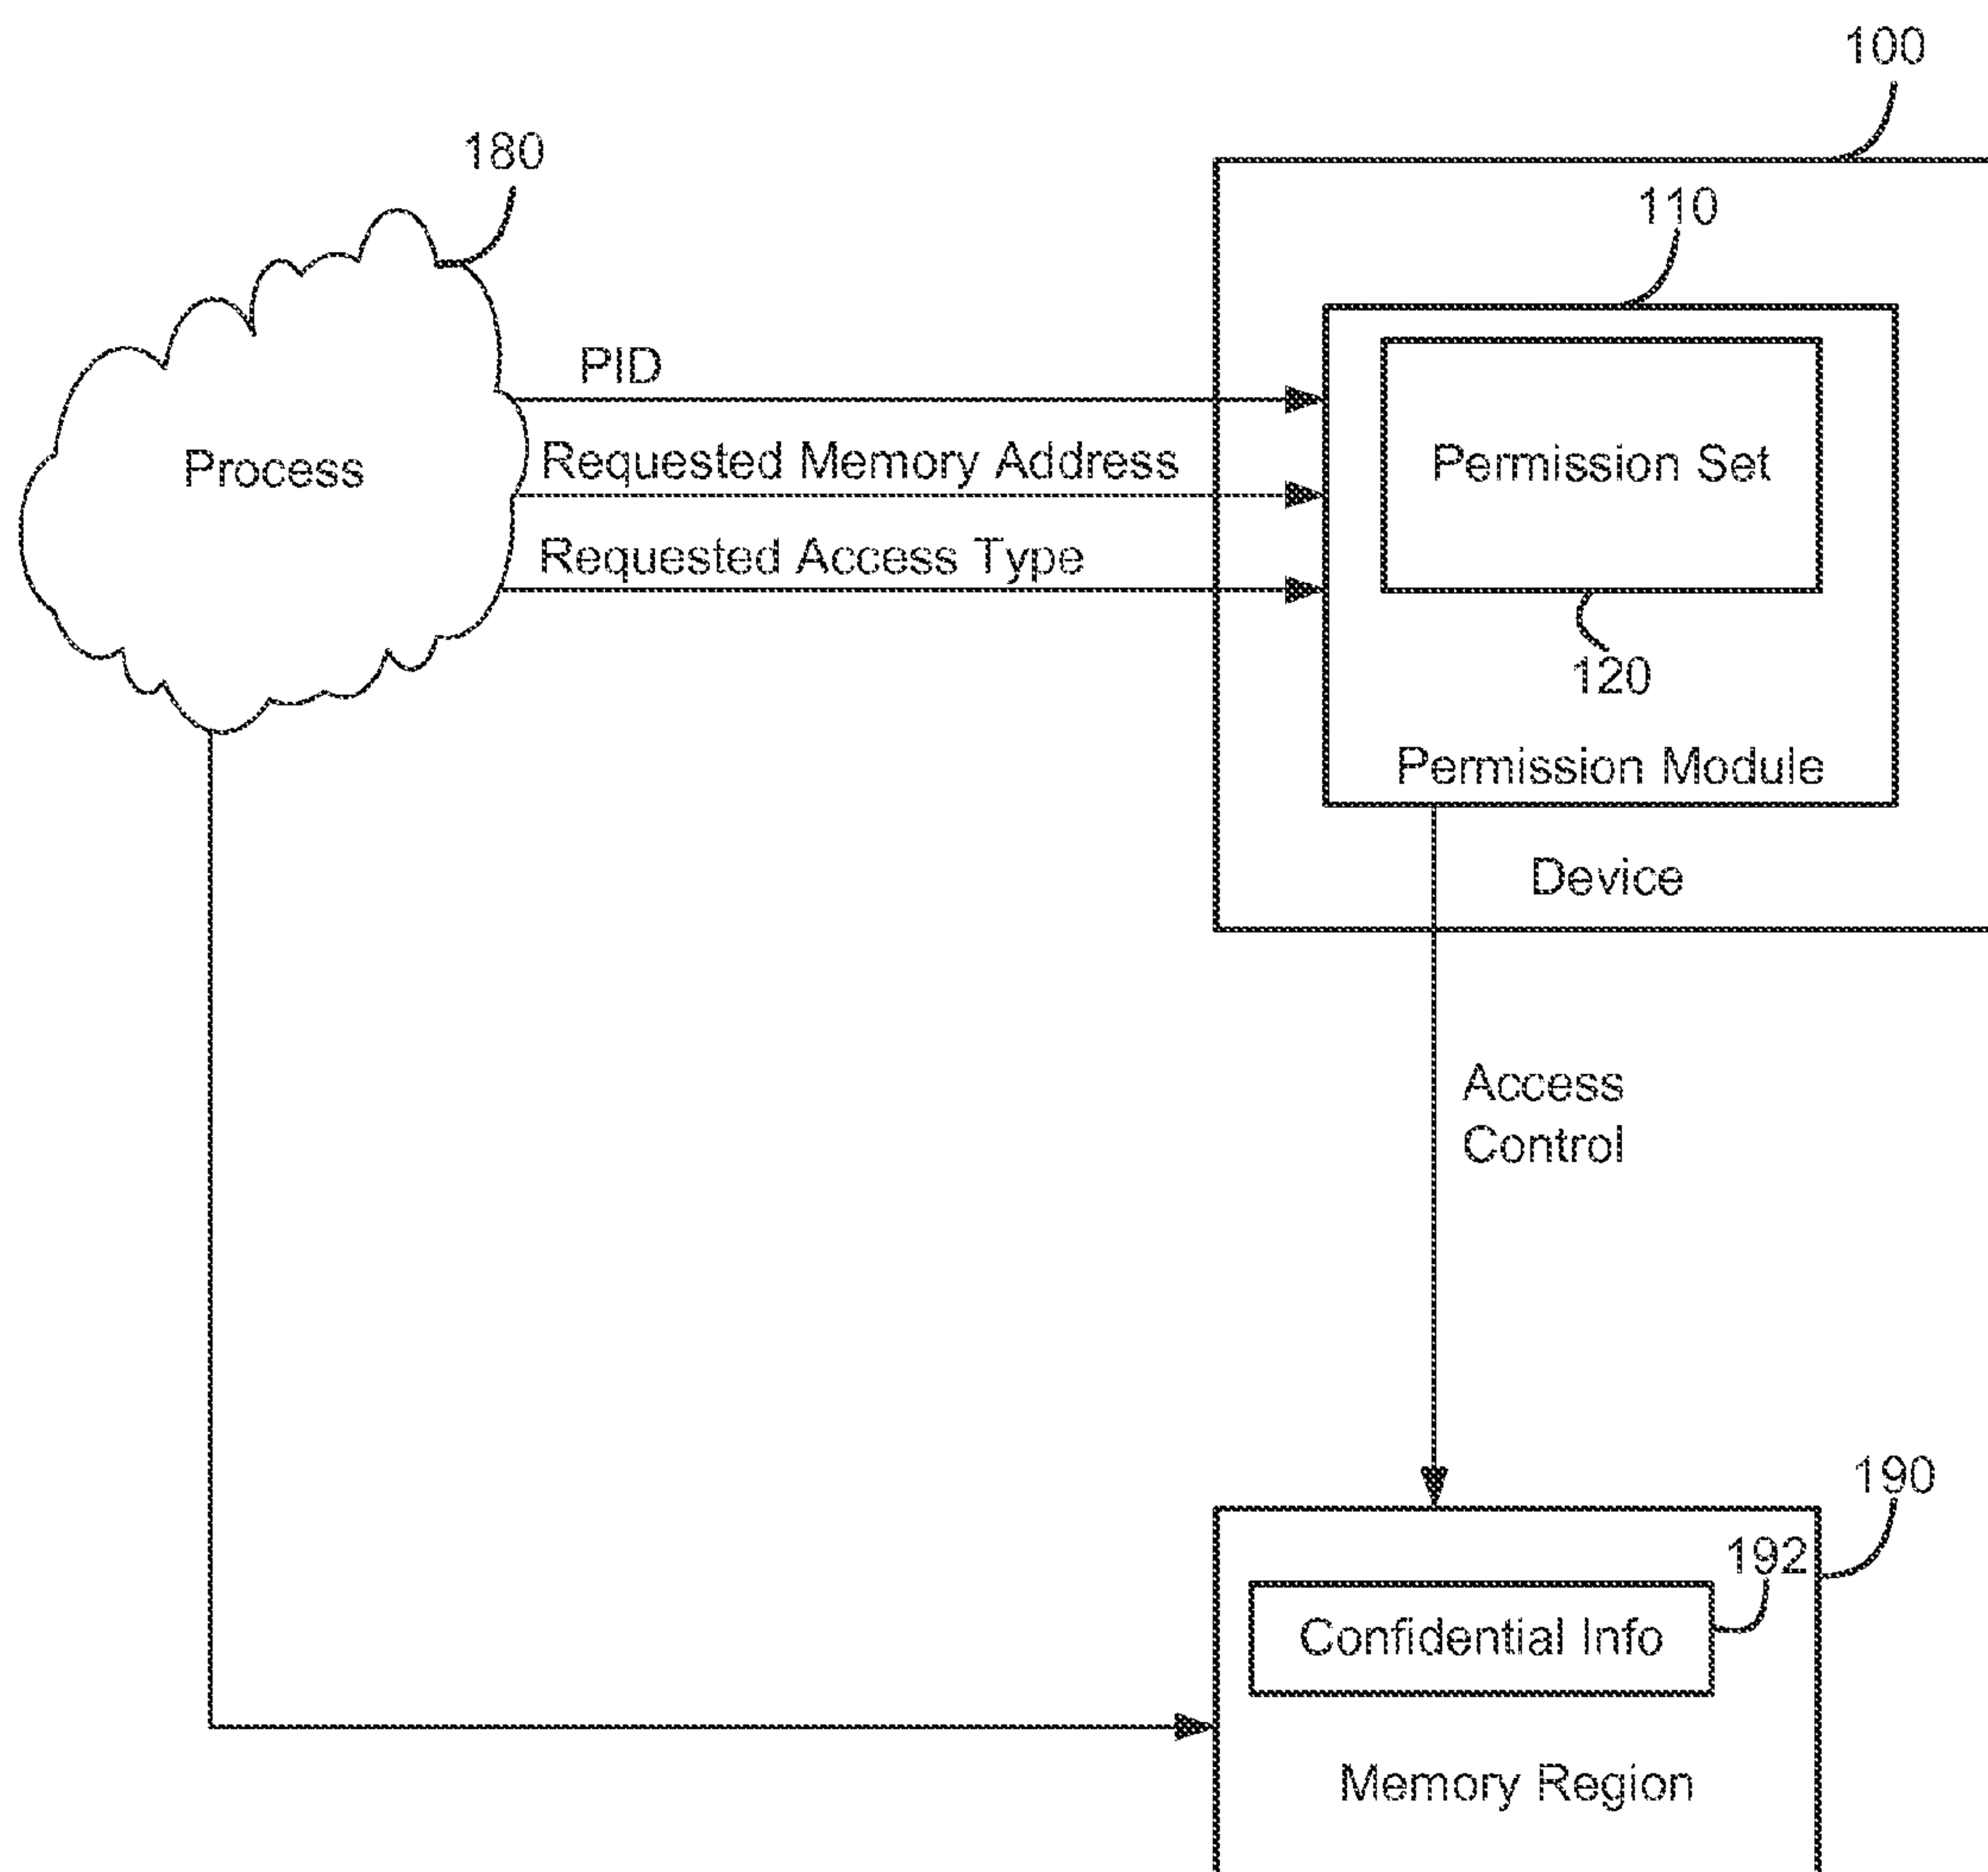 100
180
110
PID
Process
Requested Memory Address
Permission Set
Requested Access Type
120
Permission Module
Device
Access
Control
190
192
Confidential Info
Memory Region